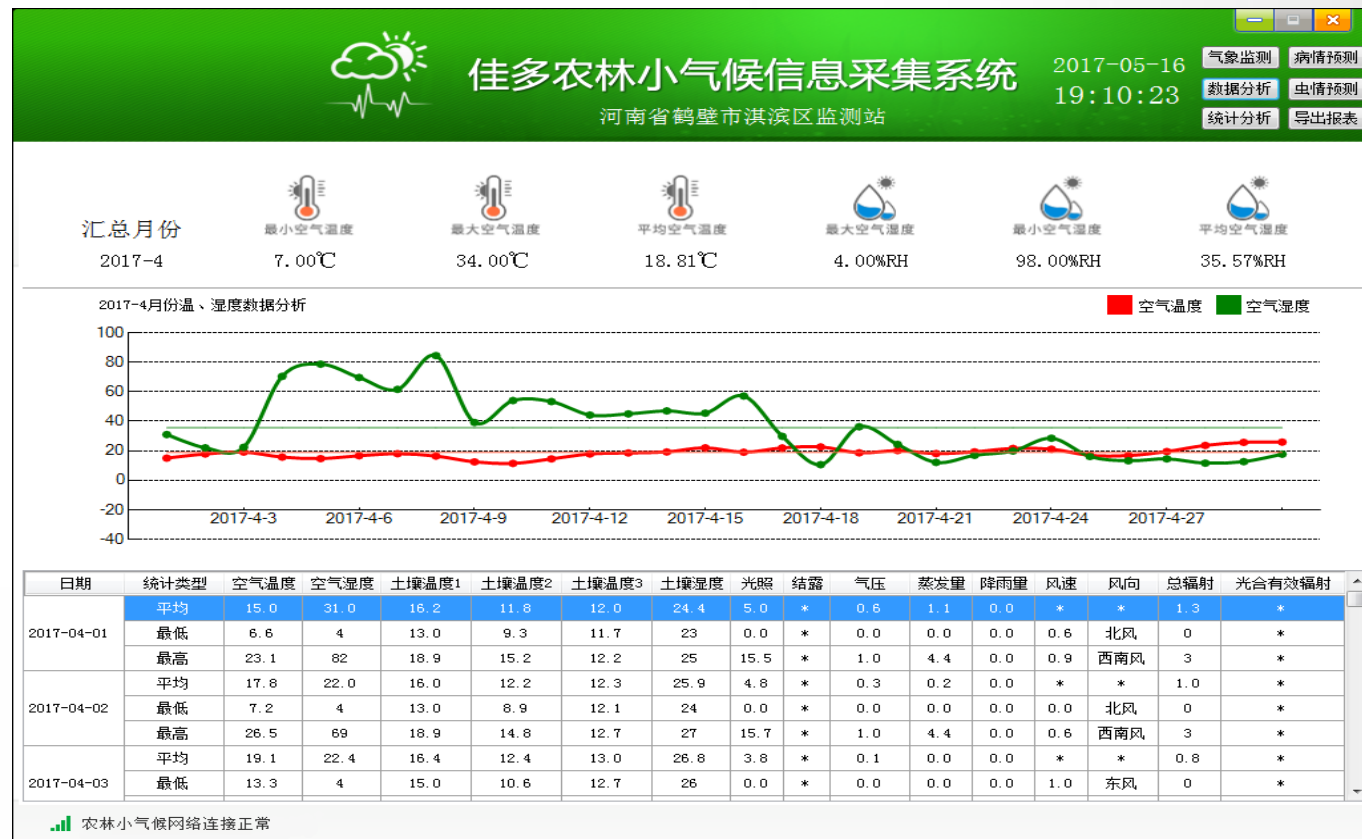 佳多农林小气候信息采集系统
河南省鹤壁市淇滨区监测站
2017-05-16
19:10:23
气象监测 病情预测
数据分析 虫情预测
统计分析 导出报表
汇总月份 最小空气温度 最大空气温度 平均空气温度 最大空气湿度 最小空气湿度 平均空气湿度
2017-4 7.00℃ 34.00℃ 18.81℃ 4.00%RH 98.00%RH 35.57%RH
2017-4月份温、湿度数据分析 空气温度 空气湿度
100
80
60
40
20
0
-20
-40
2017-4-3 2017-4-6 2017-4-9 2017-4-12 2017-4-15 2017-4-18 2017-4-21 2017-4-24 2017-4-27
日期 统计类型 空气温度 空气湿度 土壤温度1 土壤温度2 土壤温度3 土壤湿度 光照 结露 气压 蒸发量 降雨量 风速 风向 总辐射 光合有效辐射
平均 15.0 31.0 16.2 11.8 12.0 24.4 5.0 * 0.6 1.1 0.0 * * 1.3 *
2017-04-01 最低 6.6 4 13.0 9.3 11.7 23 0.0 * 0.0 0.0 0.0 0.6 北风 0 *
最高 23.1 82 18.9 15.2 12.2 25 15.5 * 1.0 4.4 0.0 0.9 西南风 3 *
平均 17.8 22.0 16.0 12.2 12.3 25.9 4.8 * 0.3 0.2 0.0 * * 1.0 *
2017-04-02 最低 7.2 4 13.0 8.9 12.1 24 0.0 * 0.0 0.0 0.0 0.0 北风 0 *
最高 26.5 69 18.9 14.8 12.7 27 15.7 * 1.0 4.4 0.0 0.6 西南风 3 *
平均 19.1 22.4 16.4 12.4 13.0 26.8 3.8 * 0.1 0.0 0.0 * * 0.8 *
2017-04-03 最低 13.3 4 15.0 10.6 12.7 26 0.0 * 0.0 0.0 0.0 1.0 东风 0 *
农林小气候网络连接正常